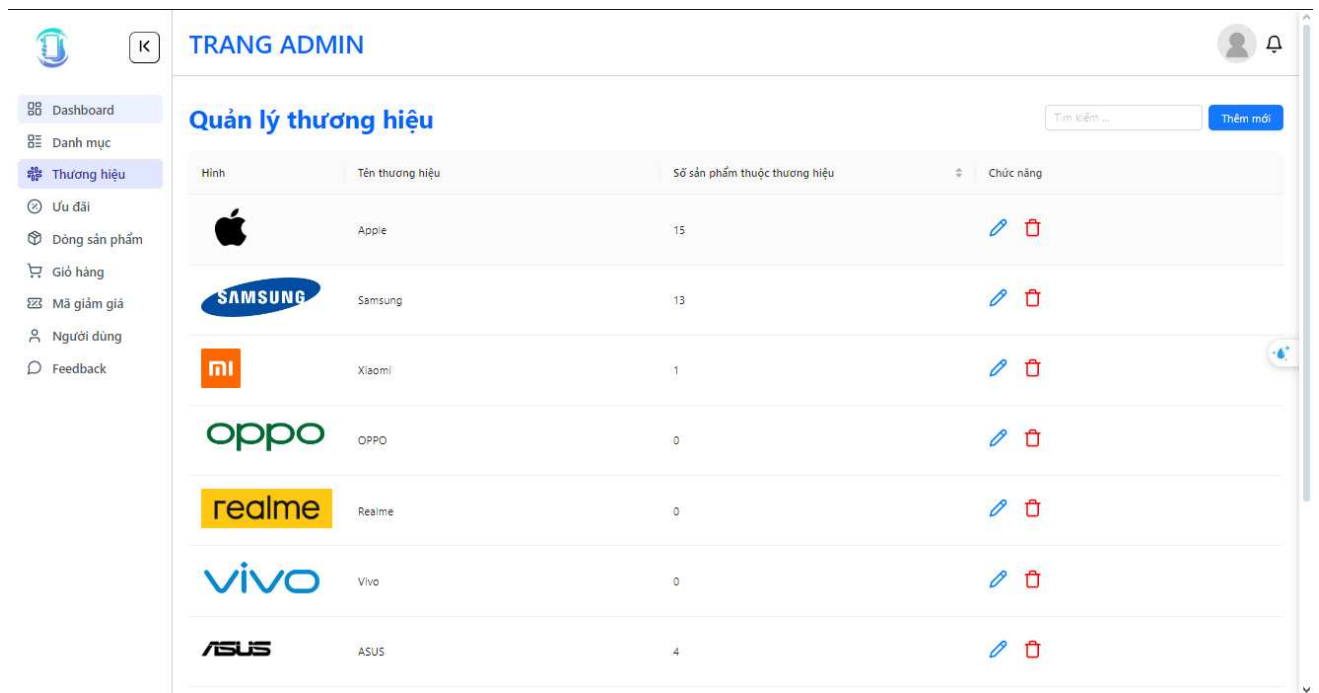 TRANG ADMIN
Dashboard
Danh mục
Thương hiệu
Ưu đãi
Dòng sản phẩm
Giỏ hàng
Mã giảm giá
Người dùng
Feedback
Quản lý thương hiệu
Tìm kiếm ...
Thêm mới
Hình Tên thương hiệu Số sản phẩm thuộc thương hiệu Chức năng
Apple 15
SAMSUNG Samsung 13
mi Xiaomi 1
oppo OPPO 0
realme Realme 0
vivo Vivo 0
ASUS ASUS 4